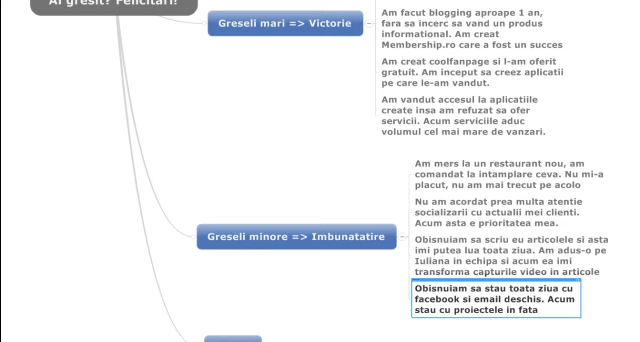 Ai gresit? Felicitari!
Greseli mari => Victorie
Am facut blogging aproape 1 an,
fara sa incerc sa vand un produs
informational. Am creat
Membership.ro care a fost un succes
Am creat coolfanpage si l-am oferit
gratuit. Am inceput sa creez aplicatii
pe care le-am vandut.
Am vandut accesul la aplicatiile
create insa am refuzat sa ofer
servicii. Acum serviciile aduc
volumul cel mai mare de vanzari.
Greseli minore => Imbunatatire
Am mers la un restaurant nou, am
comandat la intamplare ceva. Nu mi-a
placut, nu am mai trecut pe acolo
Nu am acordat prea multa atentie
socializarii cu actualii mei clienti.
Acum asta e prioritatea mea.
Obisnuiam sa scriu eu articolele si asta
imi putea lua toata ziua. Am adus-o pe
Iuliana in echipa si acum ea imi
transforma capturile video in articole
Obisnuiam sa stau toata ziua cu
facebook si email deschis. Acum
stau cu proiectele in fata